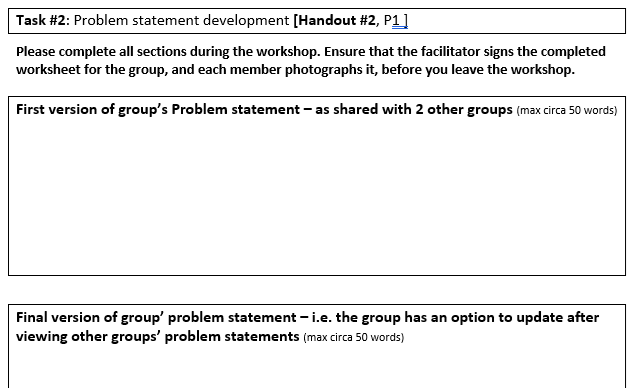 Task #2: Problem statement development [Handout #2, P1 ]
Please complete all sections during the workshop. Ensure that the facilitator signs the completed
worksheet for the group, and each member photographs it, before you leave the workshop.
First version of group’s Problem statement – as shared with 2 other groups (max circa 50 words)
Final version of group’ problem statement – i.e. the group has an option to update after
viewing other groups’ problem statements (max circa 50 words)